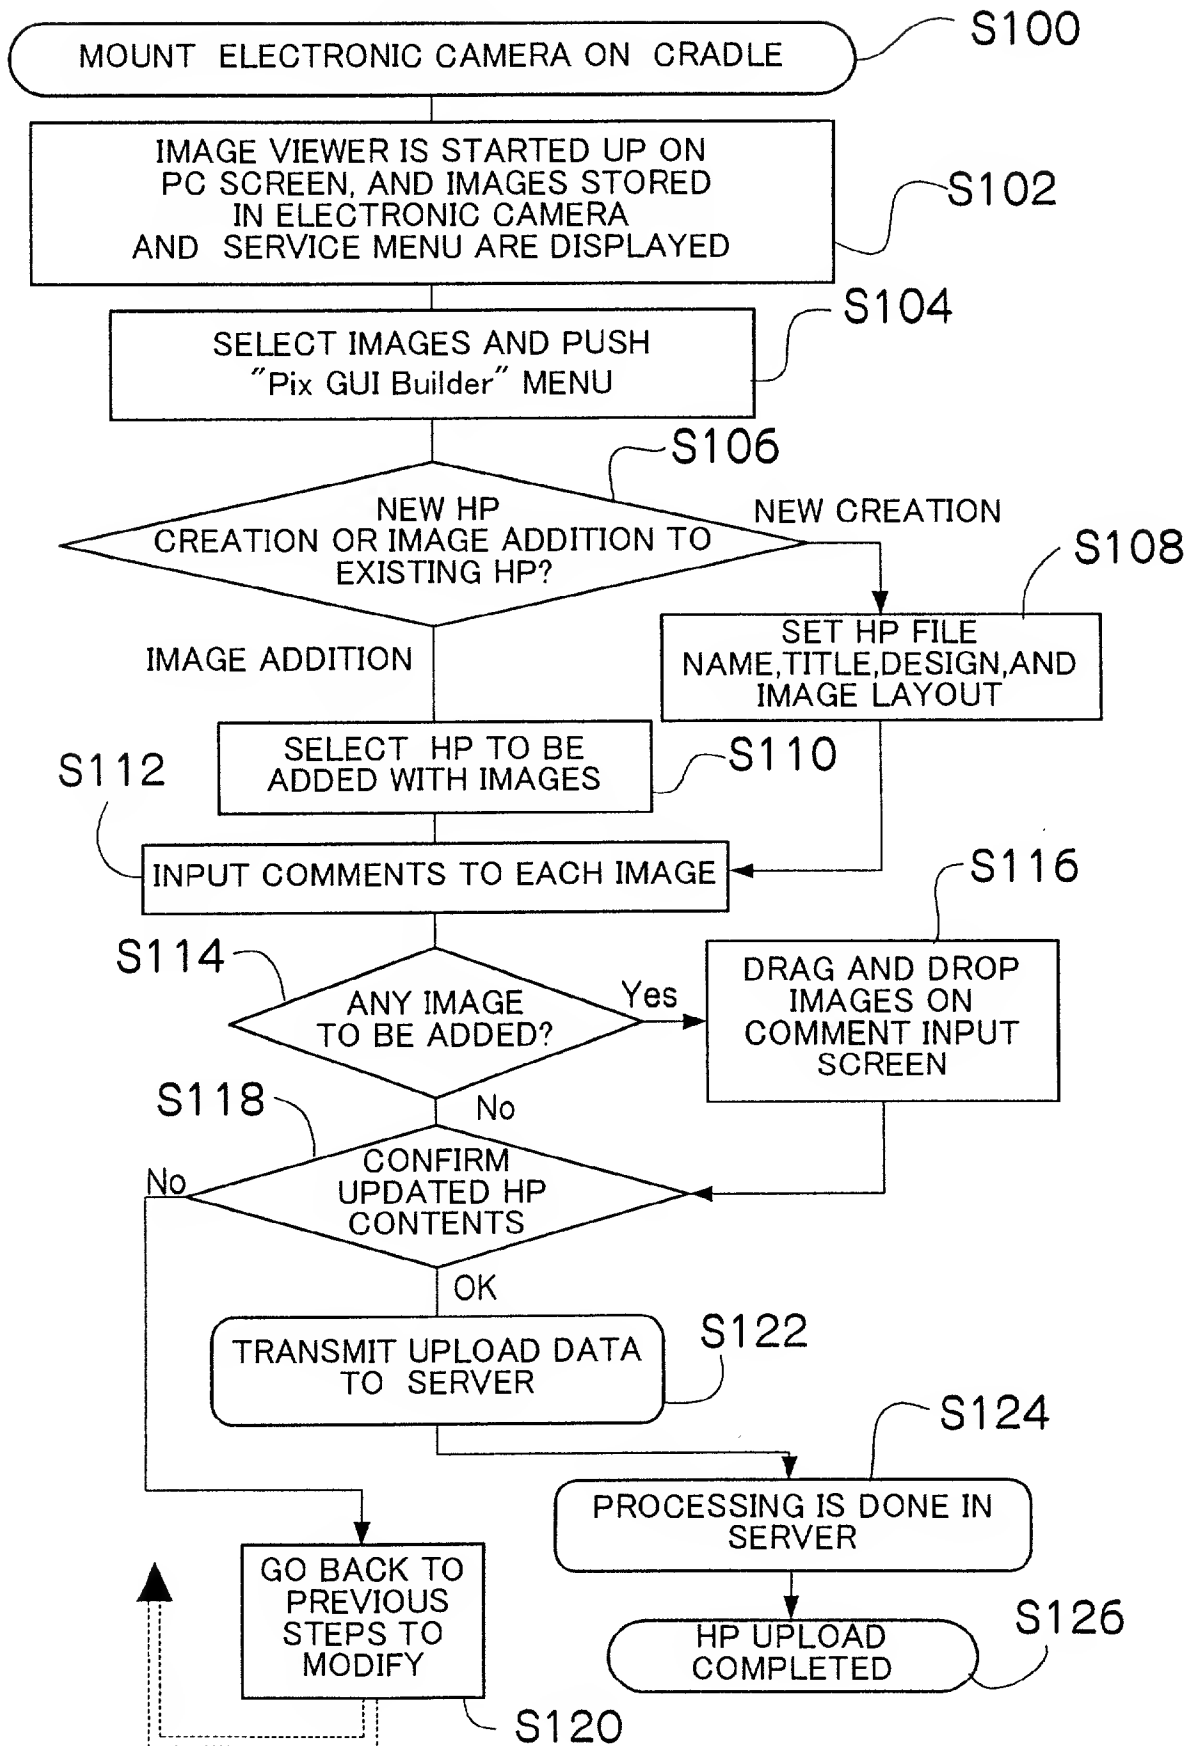 S100
MOUNT ELECTRONIC CAMERA ON CRADLE
IMAGE VIEWER IS STARTED UP ON
PC SCREEN, AND IMAGES STORED
IN ELECTRONIC CAMERA
AND SERVICE MENU ARE DISPLAYED
S102
S104
SELECT IMAGES AND PUSH
"Pix GUI Builder" MENU
S106
NEW HP
CREATION OR IMAGE ADDITION TO
EXISTING HP?
NEW CREATION
S108
SET HP FILE
NAME,TITLE,DESIGN,AND
IMAGE LAYOUT
IMAGE ADDITION
SELECT HP TO BE
ADDED WITH IMAGES
S110
S112
INPUT COMMENTS TO EACH IMAGE
S114
ANY IMAGE
TO BE ADDED?
Yes
S116
DRAG AND DROP
IMAGES ON
COMMENT INPUT
SCREEN
No
S118
CONFIRM
UPDATED HP
CONTENTS
No
OK
TRANSMIT UPLOAD DATA
TO SERVER
S122
S124
PROCESSING IS DONE IN
SERVER
GO BACK TO
PREVIOUS
STEPS TO
MODIFY
S120
HP UPLOAD
COMPLETED
S126